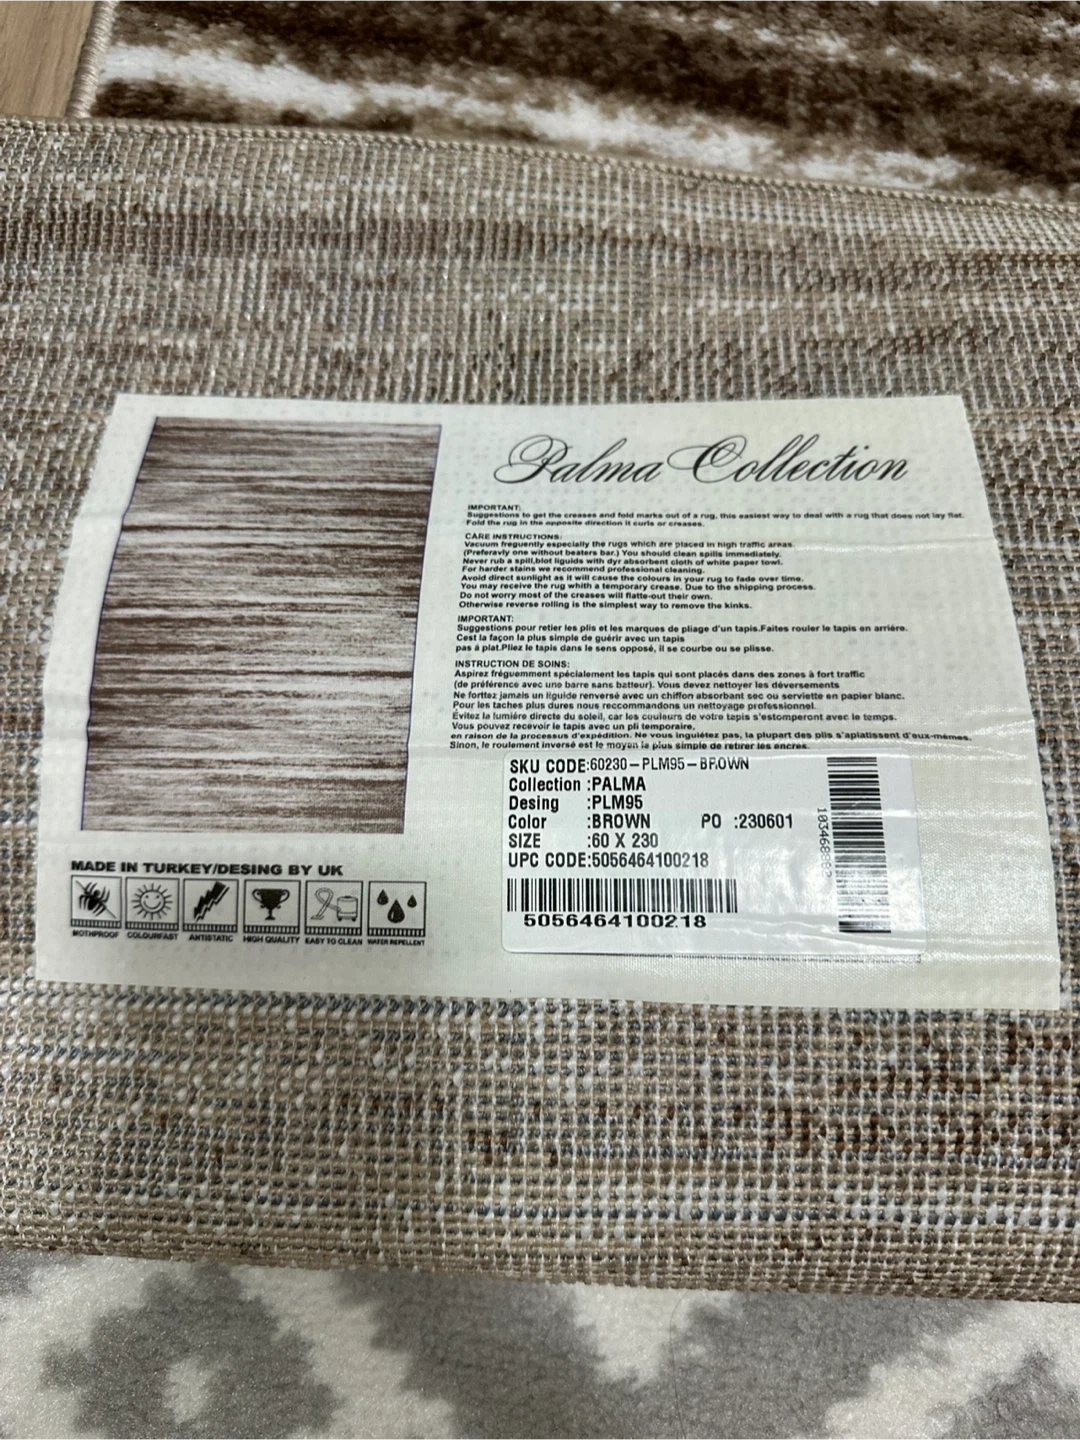 Palma Collection
IMPORTANT:
Suggestions to get the creases and fold marks out of a rug, this easiest way to deal with a rug that does not lay flat.
Fold the rug in the opposite direction it curls or creases.
CARE INSTRUCTIONS:
Vacuum freguently especially the rugs which are placed in high traffic areas.
(Preferavly one without beaters bar.) You should clean spills immediately.
Never rub a spill,blot liguids with dyr absorbent cloth of white paper towl.
For harder stains we recommend professional cleaning.
Avoid direct sunlight as it will cause the colours in your rug to fade over time.
You may receive the rug whith a temporary crease. Due to the shipping process.
Do not worry most of the creases will flatte-out their own.
Otherwise reverse rolling is the simplest way to remove the kinks.
IMPORTANT:
Suggestions pour retier les plis et les marques de pliage d'un tapis.Faites rouler le tapis en arrière.
Cest la façon la plus simple de guérir avec un tapis
pas à plat.Pliez le tapis dans le sens opposé, il se courbe ou se plisse.
INSTRUCTION DE SOINS:
Aspirez fréguemment spécialement les tapis qui sont placés dans des zones à fort traffic
(de préférence avec une barre sans batteur). Vous devez nettoyer les déversements
Ne forttez jamais un liguide renversé avec un chiffon absorbant sec ou serviette en papier blanc.
Pour les taches plus dures nous reccommandons un nettoyage professionnel.
Évitez la lumière directe du soleil, car les couleurs de votre tapis s'estomperont avec le temps.
Vous pouvez recevoir le tapis avec un pli temporaire,
en raison de la processus d'expédition. Ne vous inguiétez pas, la plupart des plis s'aplatissent d'eux-mêmes.
Sinon, le roulement inversé est le moyen le plus simple de retirer les encres.
SKU CODE:60230-PLM95-BROWN
Collection :PALMA
Desing :PLM95
Color :BROWN PO :230601
SIZE :60 X 230
UPC CODE:5056464100218
5056464100218
MADE IN TURKEY/DESING BY UK
MOTHPROOF COLOURFAST ANTISTATIC HIGH QUALITY EASY TO CLEAN WATER REPELLENT